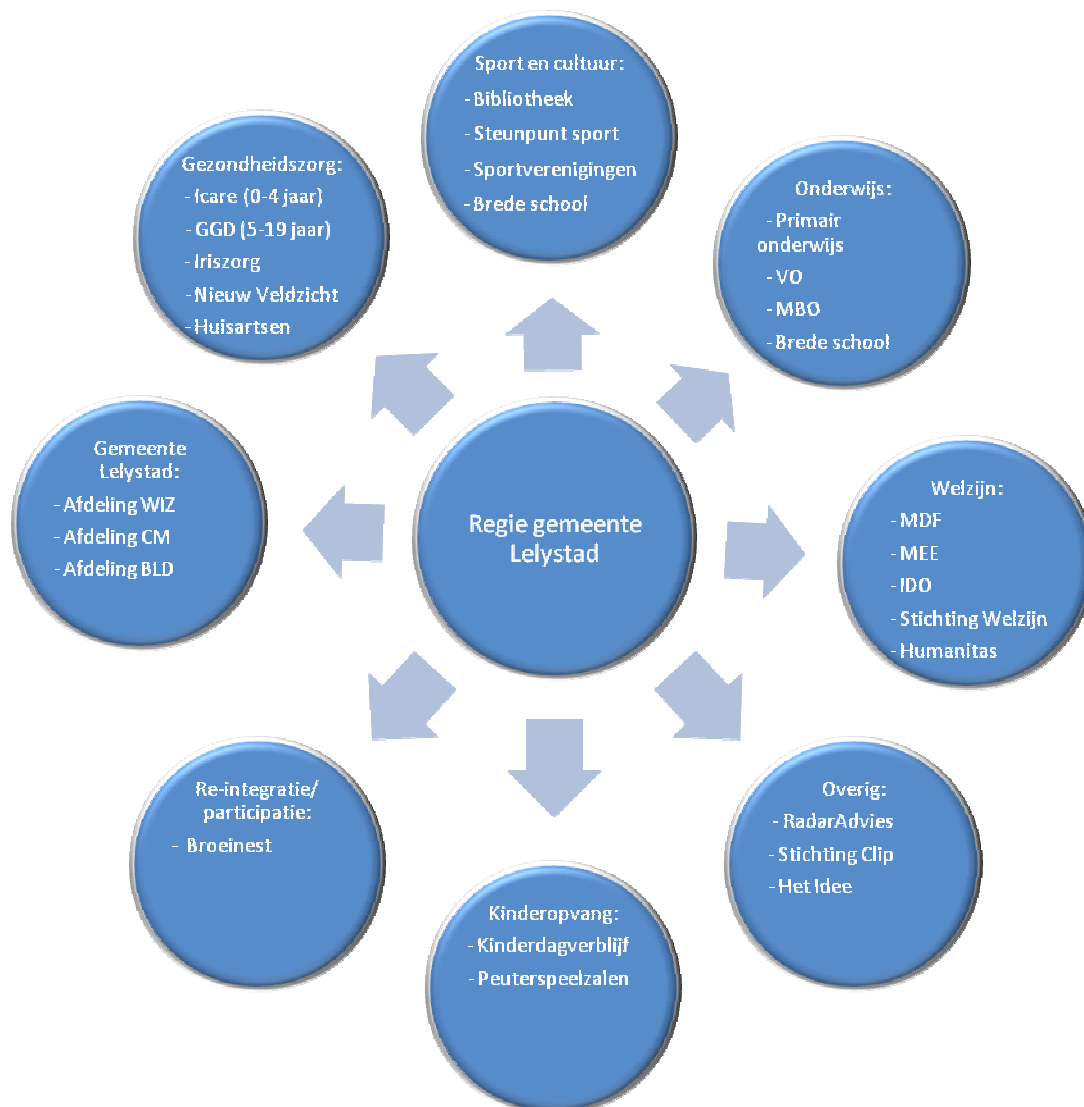 Sport en cultuur:
- Bibliotheek
- Steunpunt sport
- Sportverenigingen
- Brede school
Gezondheidszorg:
- Icare (0-4 jaar)
- GGD (5-19 jaar)
- Iriszorg
- Nieuw Veldzicht
- Huisartsen
Onderwijs:
- Primair
onderwijs
- VO
- MBO
- Brede school
Gemeente
Lelystad:
- Afdeling WIZ
- Afdeling CM
- Afdeling BLD
Regie gemeente
Lelystad
Welzijn:
- MDF
- MEE
- IDO
- Stichting Welzijn
- Humanitas
Re-integratie/
participatie:
- Broeinest
Overig:
- RadarAdvies
- Stichting Clip
- Het Idee
Kinderopvang:
- Kinderdagverblijf
- Peuterspeelzalen